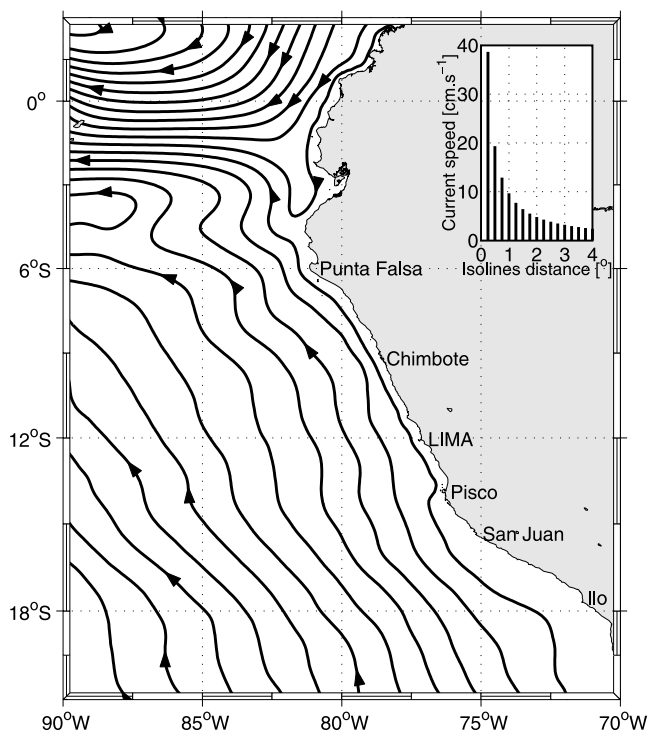 40
30
20
10
0
Current speed [cm.s⁻¹]
0 1 2 3 4
Isolines distance [°]
0°
6°S
12°S
18°S
Punta Falsa
Chimbote
LIMA
Pisco
San Juan
Ilo
90°W 85°W 80°W 75°W 70°W